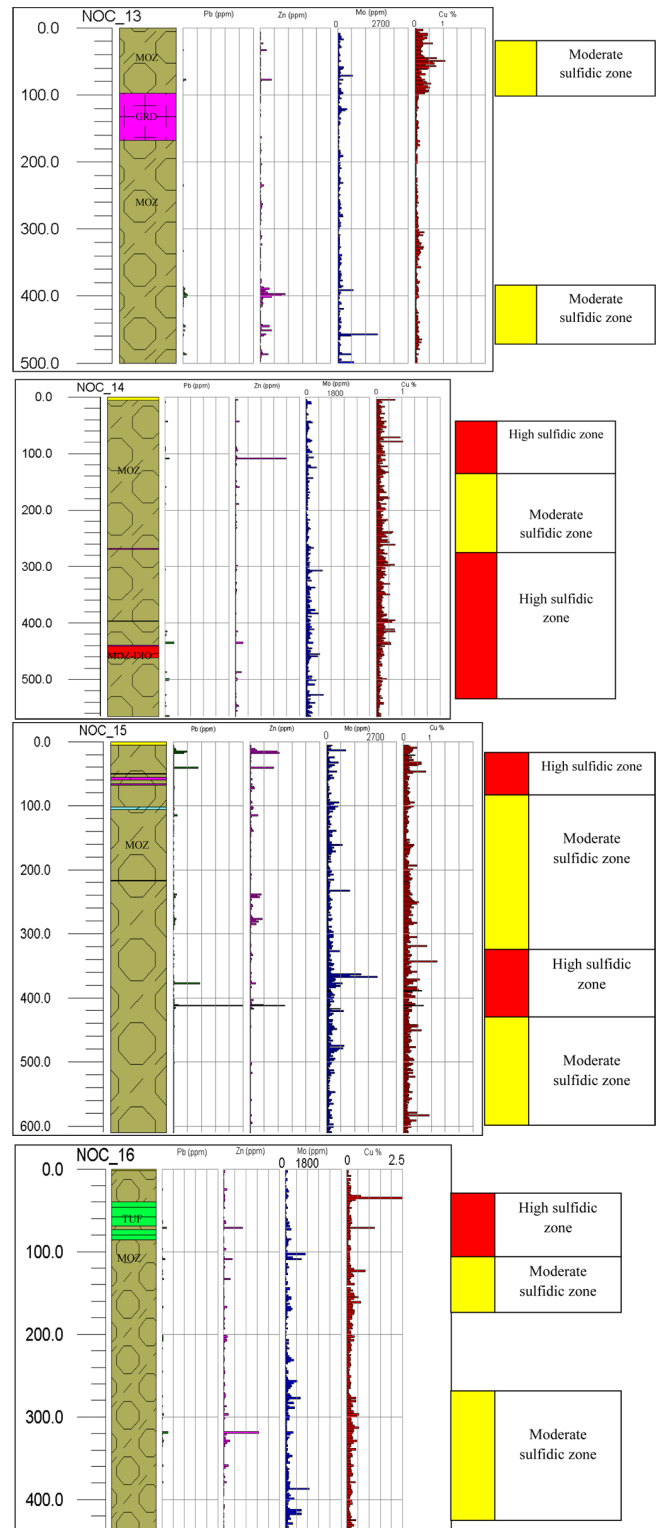 NOC_13
Pb (ppm)
Zn (ppm)
Mo (ppm)
Cu %
0
2700
0
1
0.0
100.0
200.0
300.0
400.0
500.0
MOZ
GRD
MOZ
Moderate
sulfidic zone
Moderate
sulfidic zone
NOC_14
Pb (ppm)
Zn (ppm)
Mo (ppm)
Cu %
0
1800
0
1
0.0
100.0
200.0
300.0
400.0
500.0
MOZ
MOZ-DIO
High sulfidic zone
Moderate
sulfidic zone
High sulfidic
zone
NOC_15
Pb (ppm)
Zn (ppm)
Mo (ppm)
Cu %
0
2700
0
1
0.0
100.0
200.0
300.0
400.0
500.0
600.0
MOZ
High sulfidic zone
Moderate
sulfidic zone
High sulfidic
zone
Moderate
sulfidic zone
NOC_16
Pb (ppm)
Zn (ppm)
Mo (ppm)
Cu %
0
1800
0
2.5
0.0
100.0
200.0
300.0
400.0
TUF
MOZ
High sulfidic
zone
Moderate
sulfidic zone
Moderate
sulfidic zone